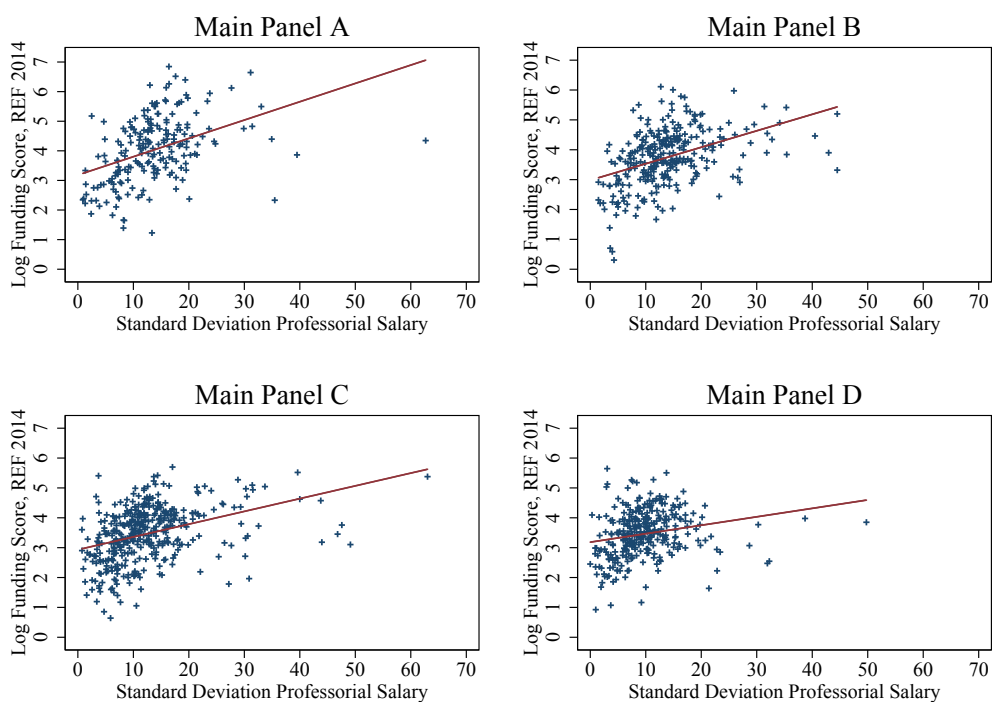 Main Panel A
Log Funding Score, REF 2014
0 1 2 3 4 5 6 7
0 10 20 30 40 50 60 70
Standard Deviation Professorial Salary
Main Panel B
Log Funding Score, REF 2014
0 1 2 3 4 5 6 7
0 10 20 30 40 50 60 70
Standard Deviation Professorial Salary
Main Panel C
Log Funding Score, REF 2014
0 1 2 3 4 5 6 7
0 10 20 30 40 50 60 70
Standard Deviation Professorial Salary
Main Panel D
Log Funding Score, REF 2014
0 1 2 3 4 5 6 7
0 10 20 30 40 50 60 70
Standard Deviation Professorial Salary